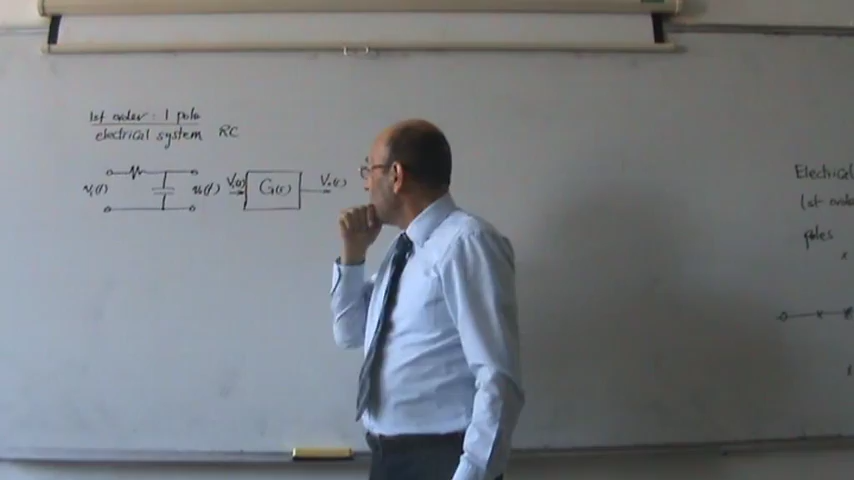 1st order : 1 pole
electrical system RC
Vi(t) Vo(t) Vi(s) G(s) Vo(s)
Electrical
1st order
poles